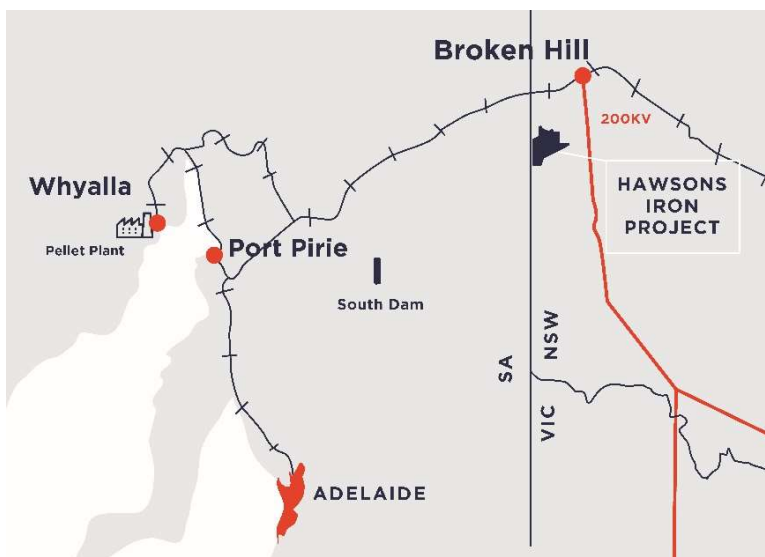 Broken Hill
200KV
Whyalla
HAWSONS
IRON
PROJECT
Port Pirie
Pellet Plant
South Dam
SA
NSW
VIC
ADELAIDE